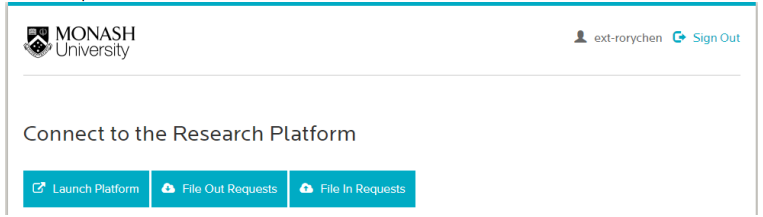 MONASH
University
ext-rorychen Sign Out
Connect to the Research Platform
Launch Platform File Out Requests File In Requests